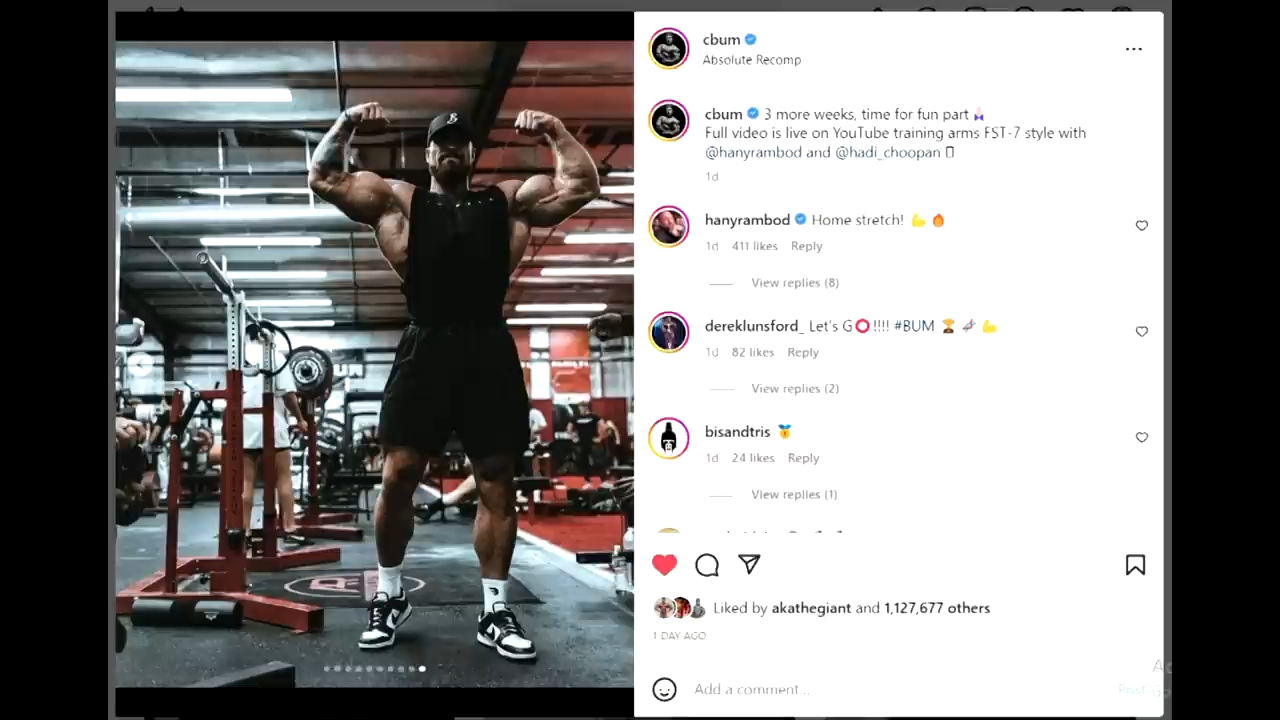 cbum
Absolute Recomp
cbum 3 more weeks, time for fun part
Full video is live on YouTube training arms FST-7 style with
@hanyrambod and @hadi_choopan
1d
hanyrambod Home stretch! 💪 🔥
1d 411 likes Reply
View replies (8)
dereklunsford_ Let's G⭕!!!! #BUM 🏆 💪
1d 82 likes Reply
View replies (2)
bisandtris 🥇
1d 24 likes Reply
View replies (1)
Liked by akathegiant and 1,127,677 others
1 DAY AGO
Add a comment...
Post